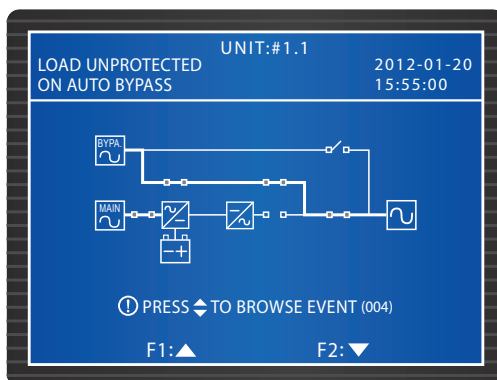 UNIT:#1.1
LOAD UNPROTECTED
ON AUTO BYPASS
2012-01-20
15:55:00
BYPA.
MAIN
PRESS TO BROWSE EVENT (004)
F1: F2: